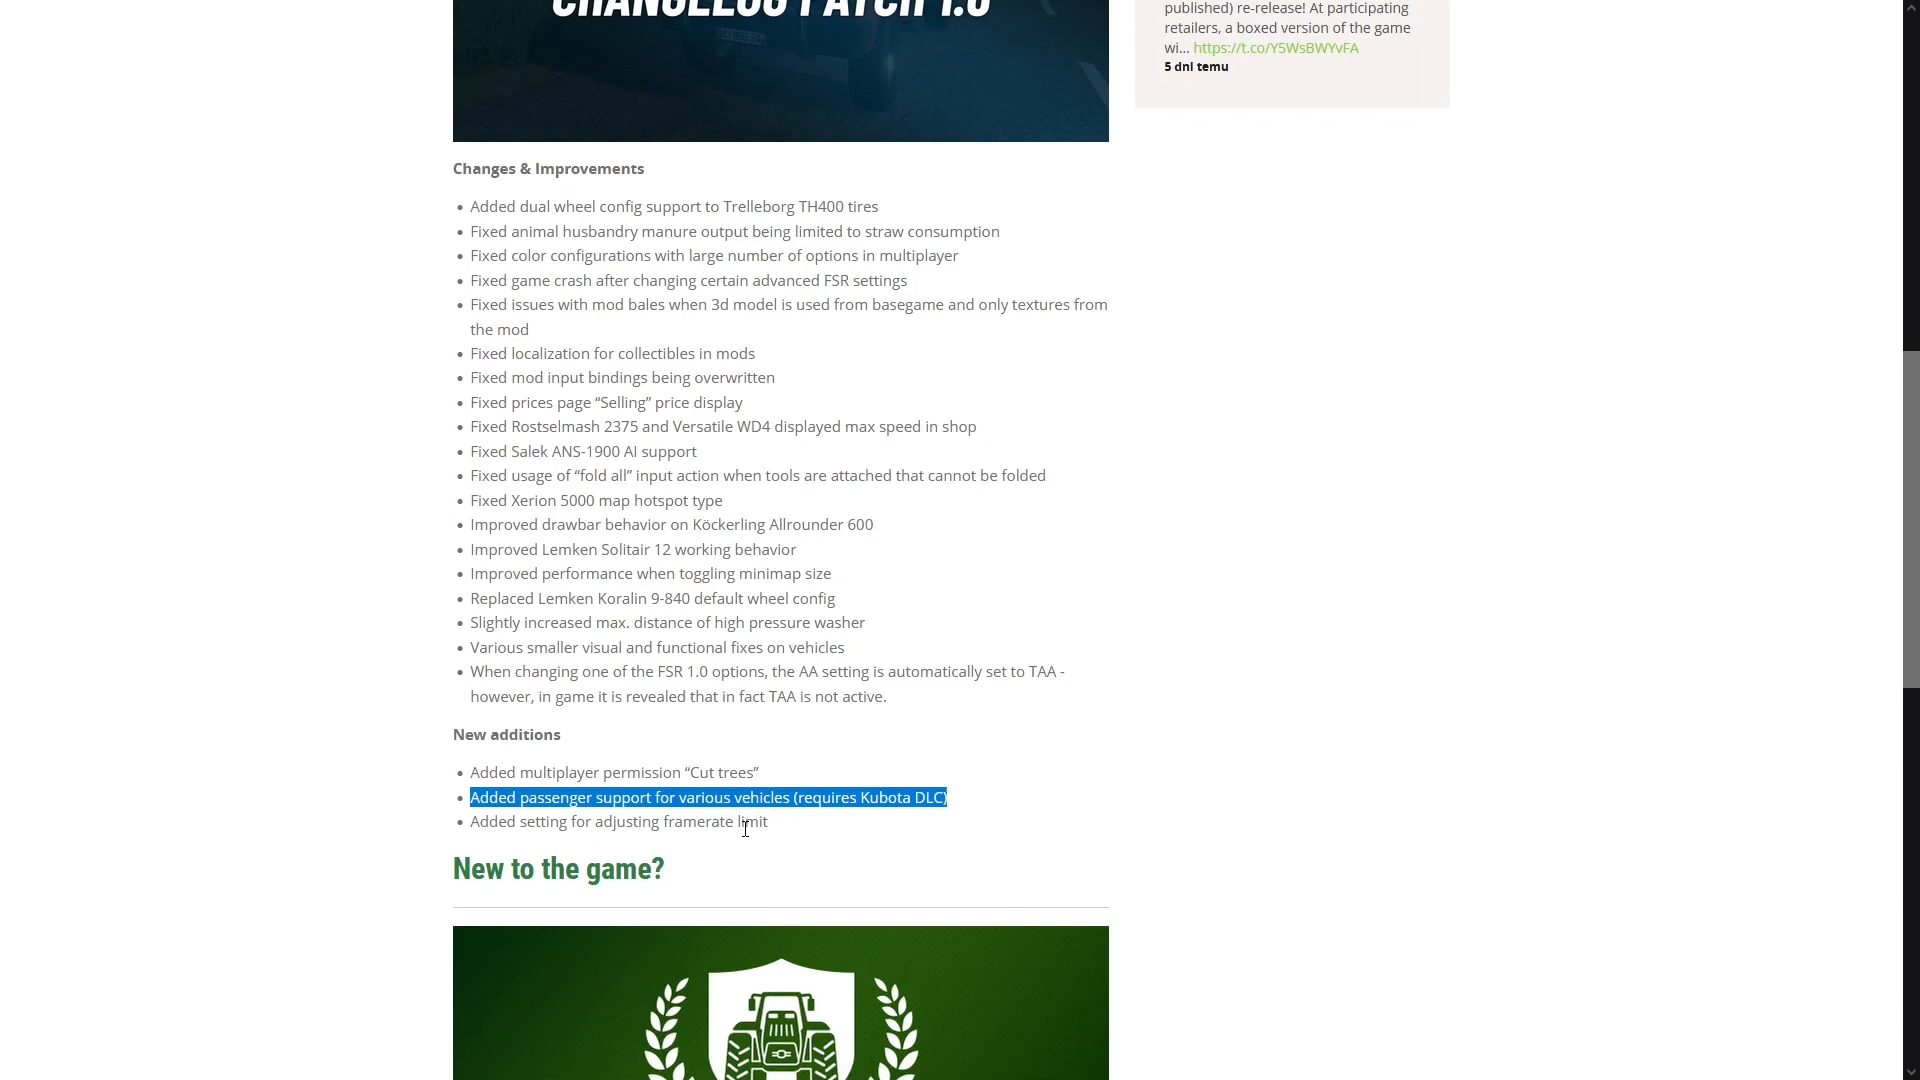 CHANGELOG PATCH 1.8
published) re-release! At participating
retailers, a boxed version of the game
wi... https://t.co/Y5WsBWYvFA
5 dni temu
Changes & Improvements
Added dual wheel config support to Trelleborg TH400 tires
Fixed animal husbandry manure output being limited to straw consumption
Fixed color configurations with large number of options in multiplayer
Fixed game crash after changing certain advanced FSR settings
Fixed issues with mod bales when 3d model is used from basegame and only textures from
the mod
Fixed localization for collectibles in mods
Fixed mod input bindings being overwritten
Fixed prices page “Selling” price display
Fixed Rostselmash 2375 and Versatile WD4 displayed max speed in shop
Fixed Salek ANS-1900 AI support
Fixed usage of “fold all” input action when tools are attached that cannot be folded
Fixed Xerion 5000 map hotspot type
Improved drawbar behavior on Köckerling Allrounder 600
Improved Lemken Solitair 12 working behavior
Improved performance when toggling minimap size
Replaced Lemken Koralin 9-840 default wheel config
Slightly increased max. distance of high pressure washer
Various smaller visual and functional fixes on vehicles
When changing one of the FSR 1.0 options, the AA setting is automatically set to TAA -
however, in game it is revealed that in fact TAA is not active.
New additions
Added multiplayer permission “Cut trees”
Added passenger support for various vehicles (requires Kubota DLC)
Added setting for adjusting framerate limit
New to the game?